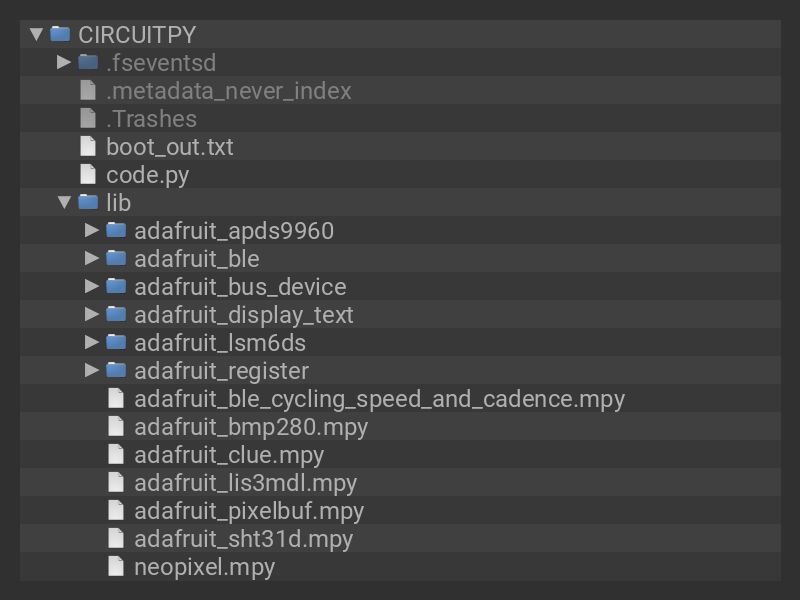 CIRCUITPY
.fseventsd
.metadata_never_index
.Trashes
boot_out.txt
code.py
lib
adafruit_apds9960
adafruit_ble
adafruit_bus_device
adafruit_display_text
adafruit_lsm6ds
adafruit_register
adafruit_ble_cycling_speed_and_cadence.mpy
adafruit_bmp280.mpy
adafruit_clue.mpy
adafruit_lis3mdl.mpy
adafruit_pixelbuf.mpy
adafruit_sht31d.mpy
neopixel.mpy